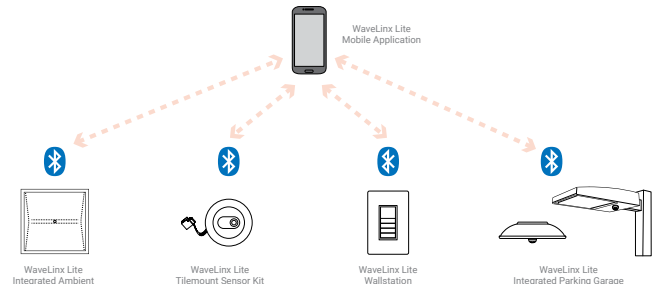 WaveLinx Lite
Mobile Application
WaveLinx Lite
Integrated Ambient
WaveLinx Lite
Tilemount Sensor Kit
WaveLinx Lite
Wallstation
WaveLinx Lite
Integrated Parking Garage